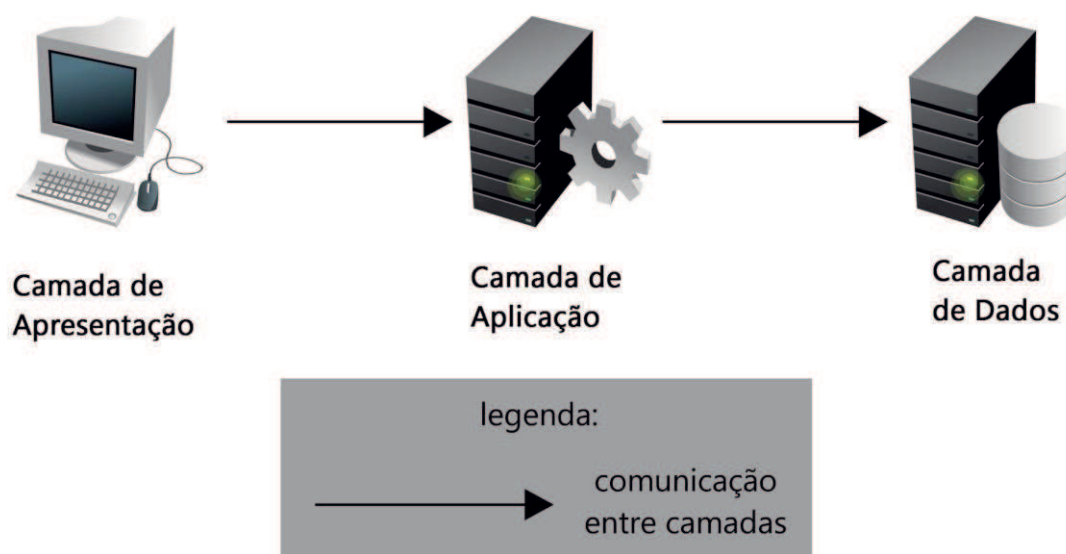 Camada de
Apresentação
Camada de
Aplicação
Camada
de Dados
legenda:
comunicação
entre camadas